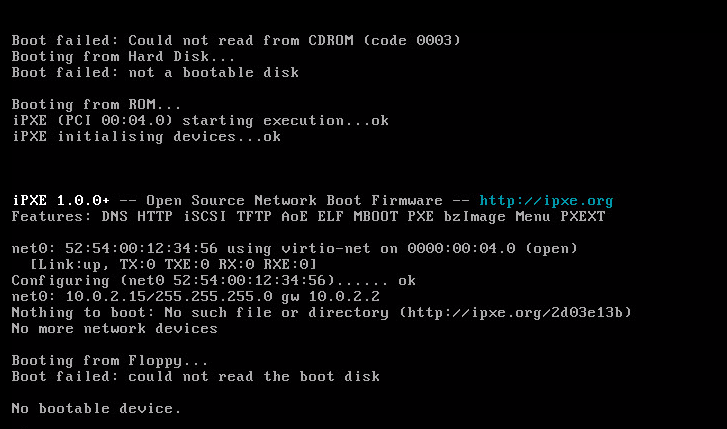 Boot failed: Could not read from CDROM (code 0003)
Booting from Hard Disk...
Boot failed: not a bootable disk
Booting from ROM...
iPXE (PCI 00:04.0) starting execution...ok
iPXE initialising devices...ok
iPXE 1.0.0+ -- Open Source Network Boot Firmware -- http://ipxe.org
Features: DNS HTTP iSCSI TFTP AoE ELF MBOOT PXE bzImage Menu PXEXT
net0: 52:54:00:12:34:56 using virtio-net on 0000:00:04.0 (open)
[Link:up, TX:0 TXE:0 RX:0 RXE:0]
Configuring (net0 52:54:00:12:34:56)...... ok
net0: 10.0.2.15/255.255.255.0 gw 10.0.2.2
Nothing to boot: No such file or directory (http://ipxe.org/2d03e13b)
No more network devices
Booting from Floppy...
Boot failed: could not read the boot disk
No bootable device.